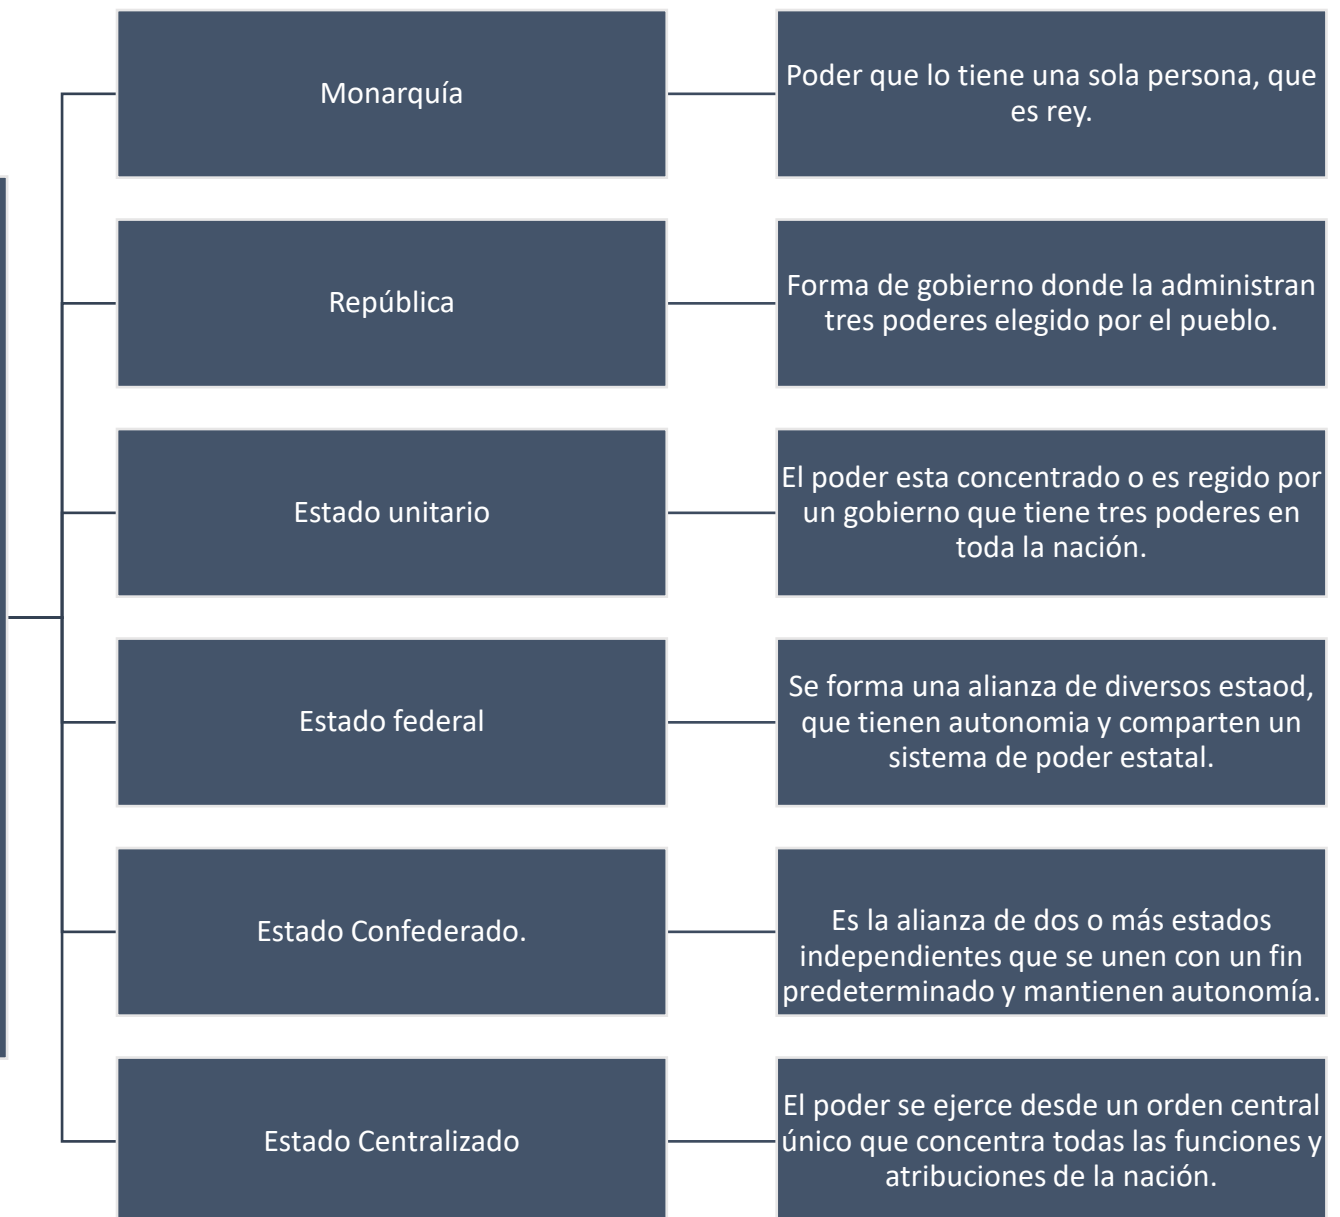 Monarquía
Poder que lo tiene una sola persona, que
es rey.
República
Forma de gobierno donde la administran
tres poderes elegido por el pueblo.
Estado unitario
El poder esta concentrado o es regido por
un gobierno que tiene tres poderes en
toda la nación.
Estado federal
Se forma una alianza de diversos estaod,
que tienen autonomia y comparten un
sistema de poder estatal.
Estado Confederado.
Es la alianza de dos o más estados
independientes que se unen con un fin
predeterminado y mantienen autonomía.
Estado Centralizado
El poder se ejerce desde un orden central
único que concentra todas las funciones y
atribuciones de la nación.